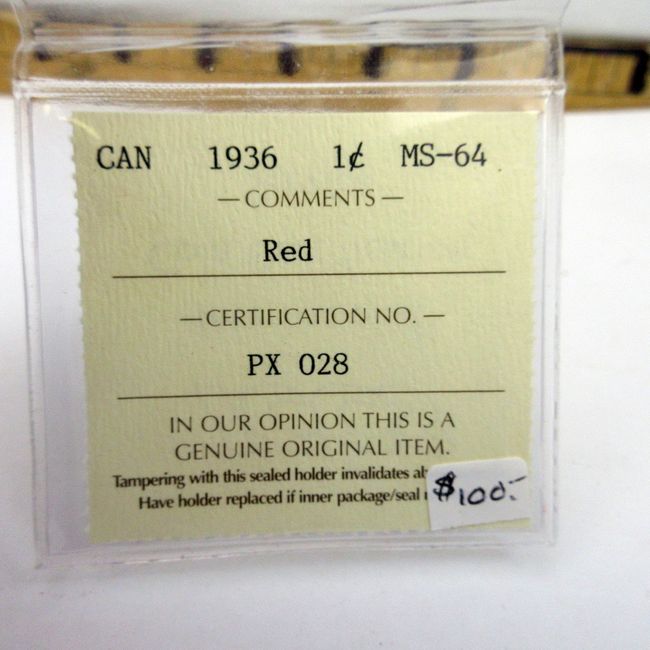 CAN 1936 1¢ MS-64
— COMMENTS —
Red
— CERTIFICATION NO. —
PX 028
IN OUR OPINION THIS IS A
GENUINE ORIGINAL ITEM.
Tampering with this sealed holder invalidates
Have holder replaced if inner package/seal
$100.-